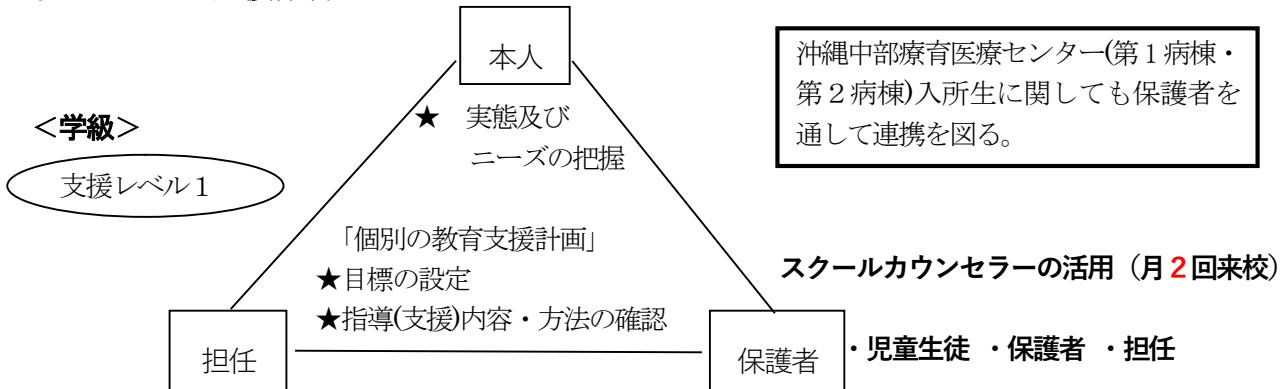 本人
沖縄中部療育医療センター(第１病棟・
第２病棟)入所生に関しても保護者を
通して連携を図る。
＜学級＞
支援レベル１
★ 実態及び
ニーズの把握
「個別の教育支援計画」
★目標の設定
★指導(支援)内容・方法の確認
スクールカウンセラーの活用（月２回来校）
担任
保護者
・児童生徒 ・保護者 ・担任